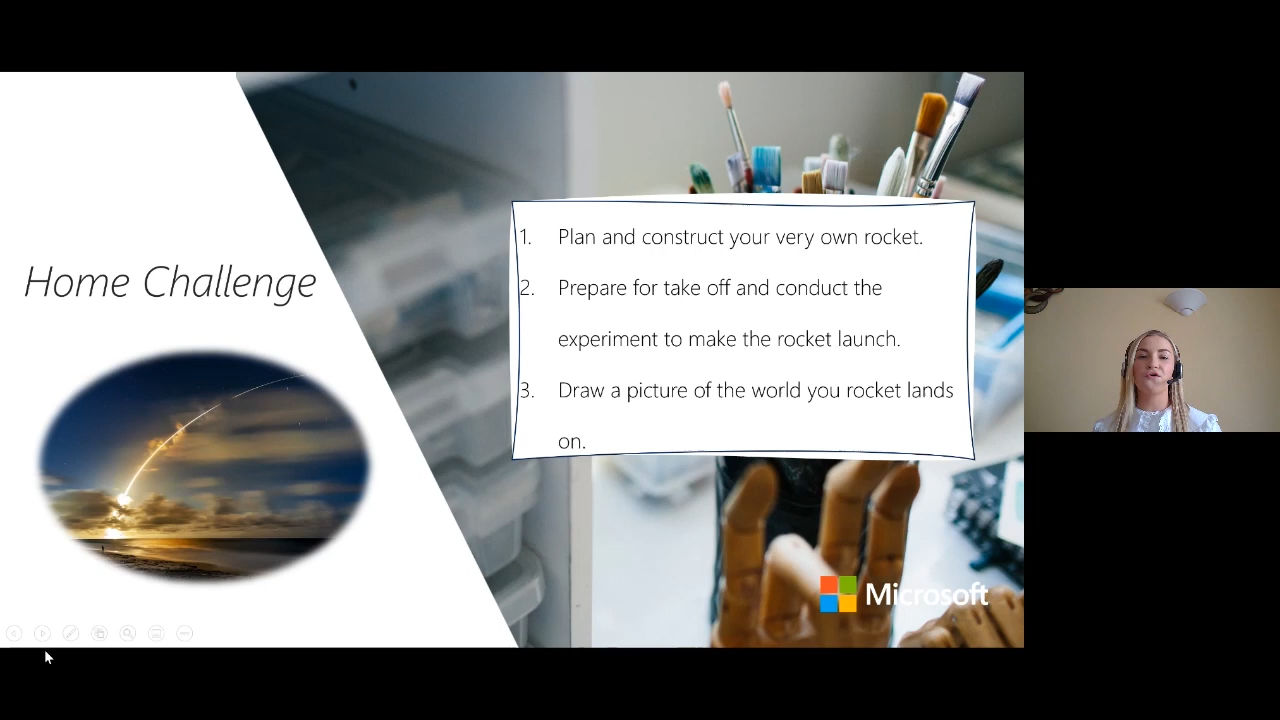 Home Challenge
1. Plan and construct your very own rocket.
2. Prepare for take off and conduct the
experiment to make the rocket launch.
3. Draw a picture of the world you rocket lands
on.
Microsoft